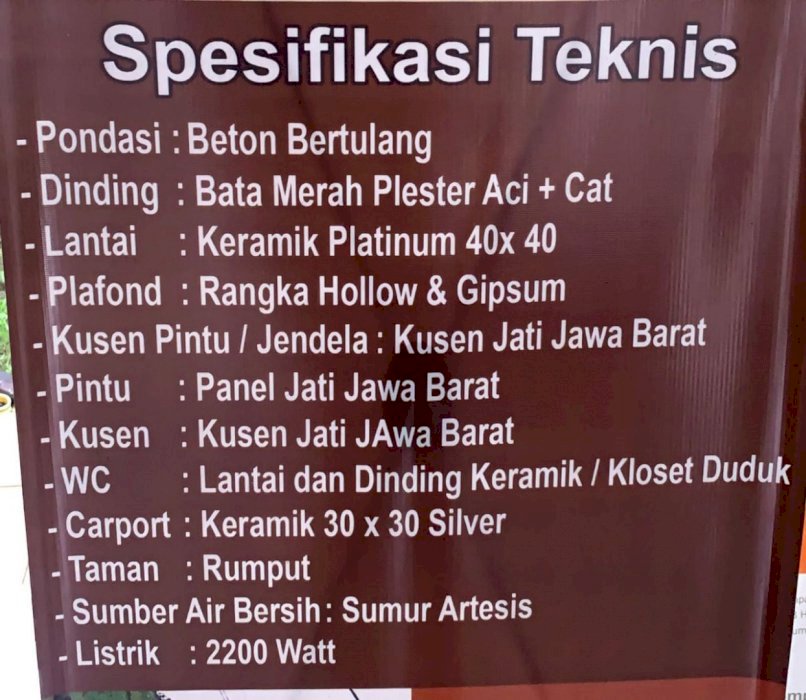 Spesifikasi Teknis
- Pondasi : Beton Bertulang
- Dinding : Bata Merah Plester Aci + Cat
- Lantai : Keramik Platinum 40x 40
- Plafond : Rangka Hollow & Gipsum
- Kusen Pintu / Jendela : Kusen Jati Jawa Barat
- Pintu : Panel Jati Jawa Barat
- Kusen : Kusen Jati JAwa Barat
- WC : Lantai dan Dinding Keramik / Kloset Duduk
- Carport : Keramik 30 x 30 Silver
- Taman : Rumput
- Sumber Air Bersih : Sumur Artesis
- Listrik : 2200 Watt